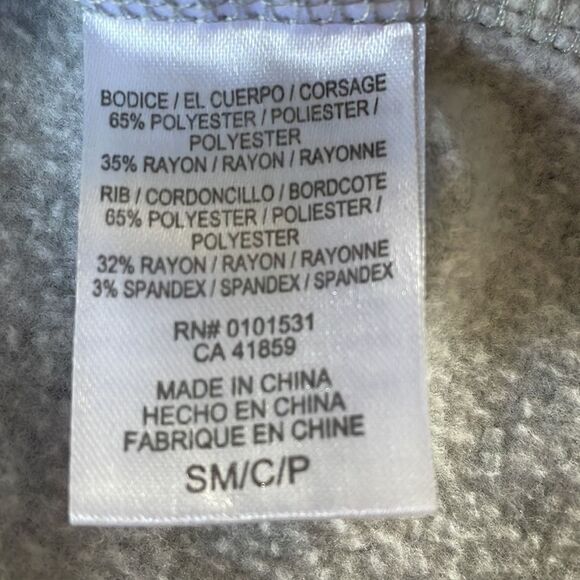 BODICE / EL CUERPO / CORSAGE
65% POLYESTER / POLIESTER /
POLYESTER
35% RAYON / RAYON / RAYONNE
RIB / CORDONCILLO / BORDCOTE
65% POLYESTER / POLIESTER /
POLYESTER
32% RAYON / RAYON / RAYONNE
3% SPANDEX / SPANDEX / SPANDEX
RN# 0101531
CA 41859
MADE IN CHINA
HECHO EN CHINA
FABRIQUE EN CHINE
SM/C/P